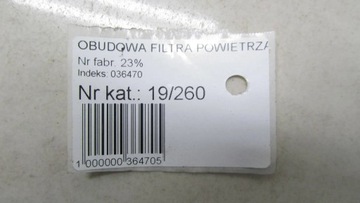 OBUDOWA FILTRA POWIETRZA
Nr fabr. 23%
Indeks: 036470
Nr kat.: 19/260
1 000000 364705